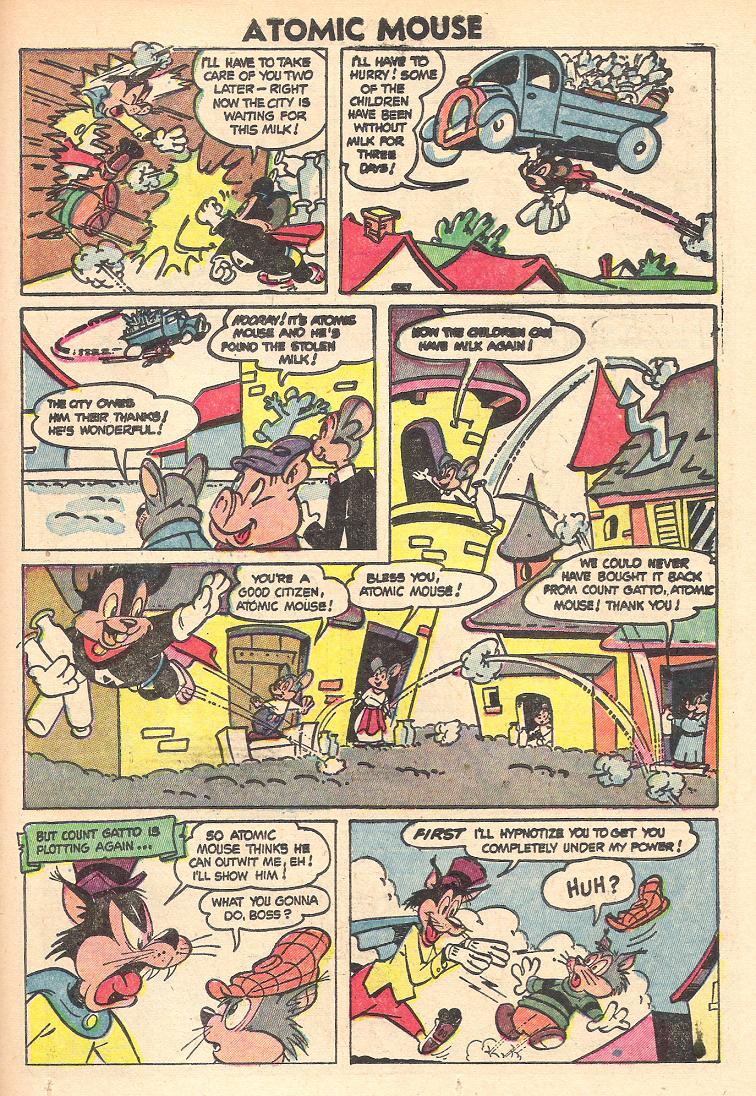 ATOMIC MOUSE
I'LL HAVE TO TAKE
CARE OF YOU TWO
LATER — RIGHT
NOW THE CITY IS
WAITING FOR
THIS MILK!
I'LL HAVE TO
HURRY! SOME
OF THE
CHILDREN
HAVE BEEN
WITHOUT
MILK FOR
THREE
DAYS!
HOORAY! IT'S ATOMIC
MOUSE AND HE'S
FOUND THE STOLEN
MILK!
THE CITY OWES
HIM THEIR THANKS!
HE'S WONDERFUL!
NOW THE CHILDREN CAN
HAVE MILK AGAIN!
YOU'RE A
GOOD CITIZEN,
ATOMIC MOUSE!
BLESS YOU,
ATOMIC MOUSE!
WE COULD NEVER
HAVE BOUGHT IT BACK
FROM COUNT GATTO, ATOMIC
MOUSE! THANK YOU!
BUT COUNT GATTO IS
PLOTTING AGAIN...
SO ATOMIC
MOUSE THINKS HE
CAN OUTWIT ME, EH!
I'LL SHOW HIM!
WHAT YOU GONNA
DO, BOSS?
FIRST I'LL HYPNOTIZE YOU TO GET YOU
COMPLETELY UNDER MY POWER!
HUH?